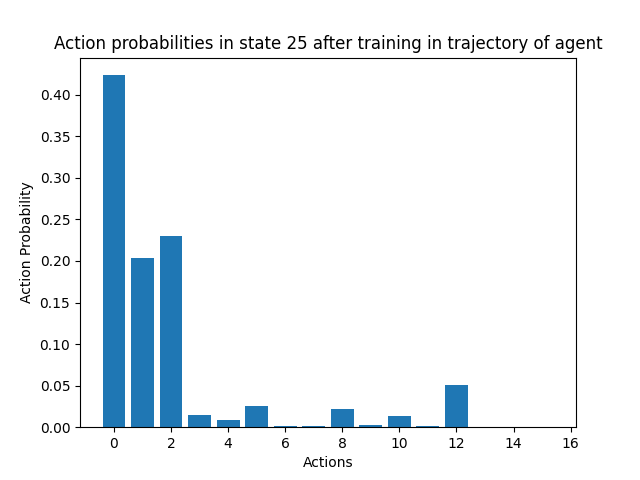 Action probabilities in state 25 after training in trajectory of agent
0.40
0.35
0.30
0.25
0.20
0.15
0.10
0.05
0.00
Action Probability
0 2 4 6 8 10 12 14 16
Actions